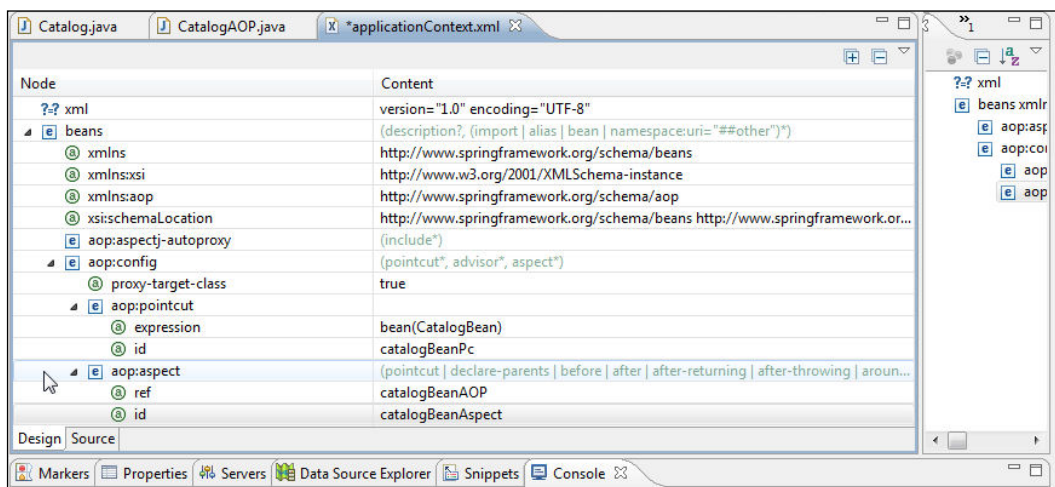 Catalog.java CatalogAOP.java *applicationContext.xml
Node Content
?=? xml version="1.0" encoding="UTF-8"
e beans (description?, (import | alias | bean | namespace:uri="##other")*)
a xmlns http://www.springframework.org/schema/beans
a xmlns:xsi http://www.w3.org/2001/XMLSchema-instance
a xmlns:aop http://www.springframework.org/schema/aop
a xsi:schemaLocation http://www.springframework.org/schema/beans http://www.springframework.or...
e aop:aspectj-autoproxy (include*)
e aop:config (pointcut*, advisor*, aspect*)
a proxy-target-class true
e aop:pointcut
a expression bean(CatalogBean)
a id catalogBeanPc
e aop:aspect (pointcut | declare-parents | before | after | after-returning | after-throwing | aroun...
a ref catalogBeanAOP
a id catalogBeanAspect
Design Source
»1
a z
?=? xml
e beans xmlr
e aop:asp
e aop:coi
e aop
e aop
Markers Properties Servers Data Source Explorer Snippets Console